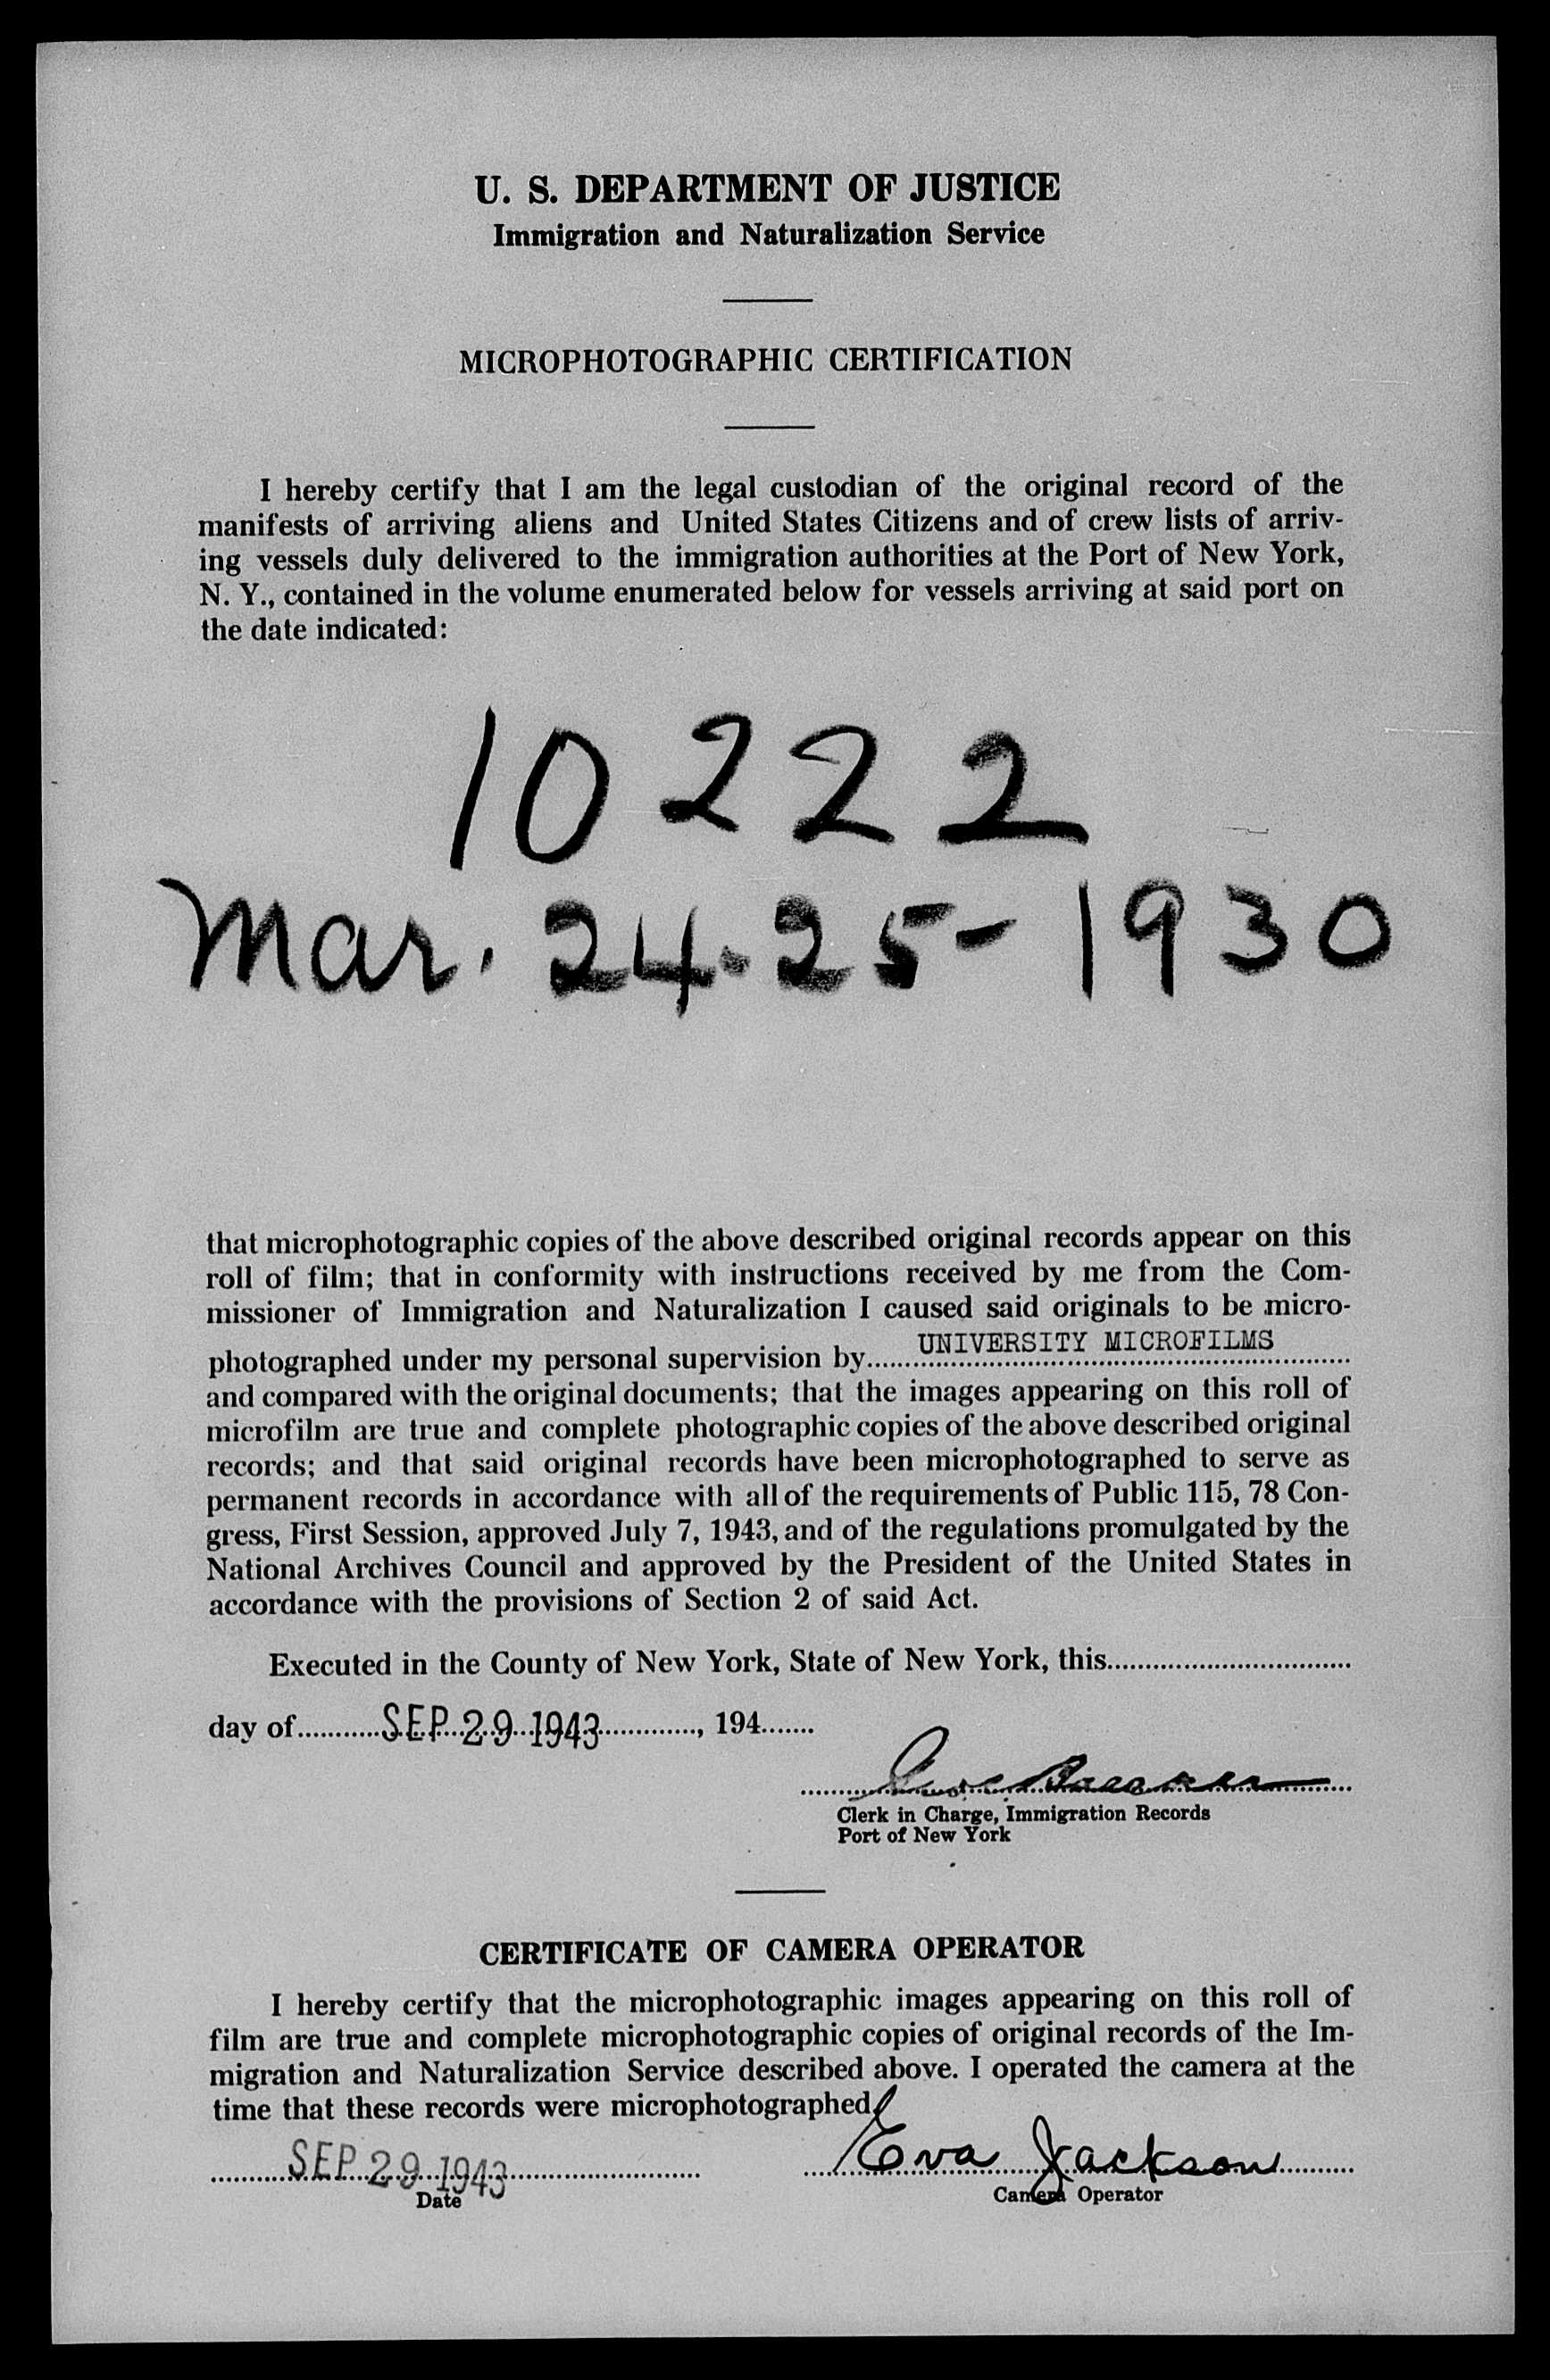 U. S. DEPARTMENT OF JUSTICE
Immigration and Naturalization Service
MICROPHOTOGRAPHIC CERTIFICATION
I hereby certify that I am the legal custodian of the original record of the
manifests of arriving aliens and United States Citizens and of crew lists of arriv-
ing vessels duly delivered to the immigration authorities at the Port of New York,
N. Y., contained in the volume enumerated below for vessels arriving at said port on
the date indicated:
10222
Mar. 24-25-1930
that microphotographic copies of the above described original records appear on this
roll of film; that in conformity with instructions received by me from the Com-
missioner of Immigration and Naturalization I caused said originals to be micro-
photographed under my personal supervision by UNIVERSITY MICROFILMS
and compared with the original documents; that the images appearing on this roll of
microfilm are true and complete photographic copies of the above described original
records; and that said original records have been microphotographed to serve as
permanent records in accordance with all of the requirements of Public 115, 78 Con-
gress, First Session, approved July 7, 1943, and of the regulations promulgated by the
National Archives Council and approved by the President of the United States in
accordance with the provisions of Section 2 of said Act.
Executed in the County of New York, State of New York, this
day of SEP 29 1943, 194
Clerk in Charge, Immigration Records
Port of New York
CERTIFICATE OF CAMERA OPERATOR
I hereby certify that the microphotographic images appearing on this roll of
film are true and complete microphotographic copies of original records of the Im-
migration and Naturalization Service described above. I operated the camera at the
time that these records were microphotographed.
SEP 29 1943 Eva Jackson
Date Camera Operator